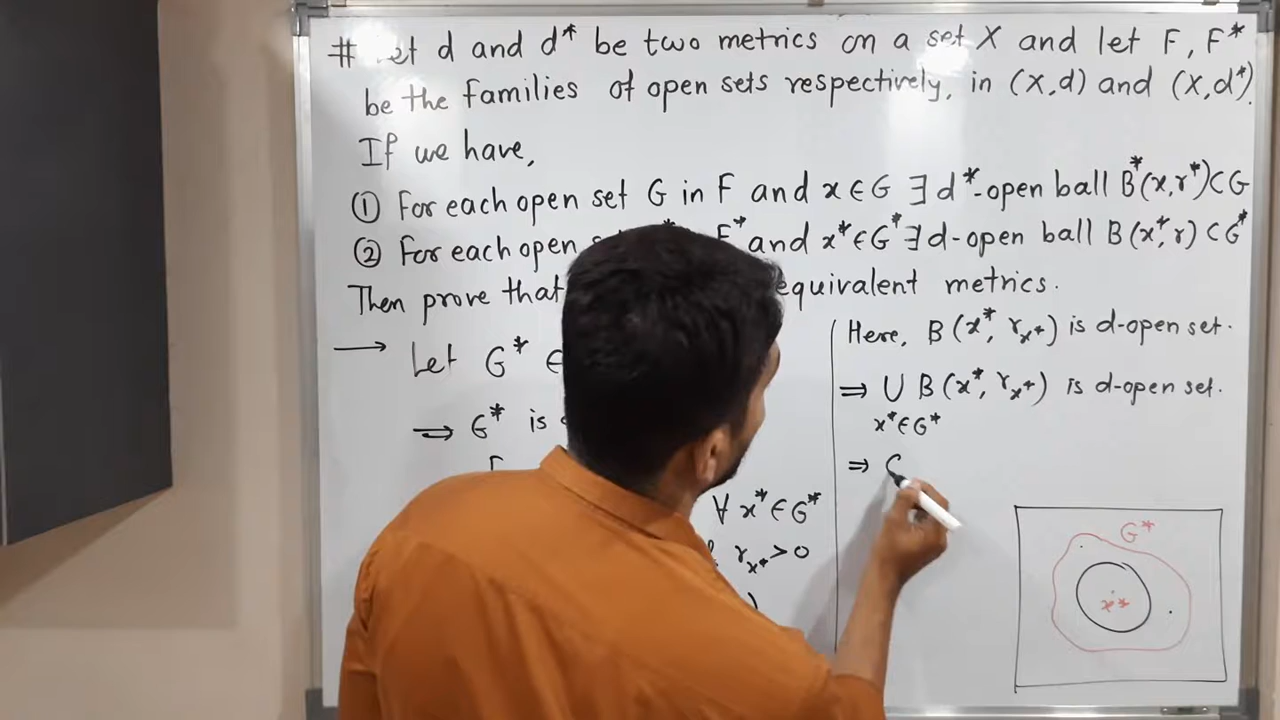 # et d and d* be two metrics on a set X and let F, F*
be the families of open sets respectively, in (X,d) and (X,d*).
If we have,
① For each open set G in F and x∈G ∃ d*-open ball B*(x,r*)⊂G
② For each open F* and x*∈G* ∃ d-open ball B(x*,r)⊂G*
Then prove that equivalent metrics.
→ Let G* ∈
⇒ G* is
∀ x*∈G*
r_x*>0
)
Here, B(x*, r_x*) is d-open set.
⇒ ∪ B(x*, r_x*) is d-open set.
x*∈G*
⇒
G*
x*